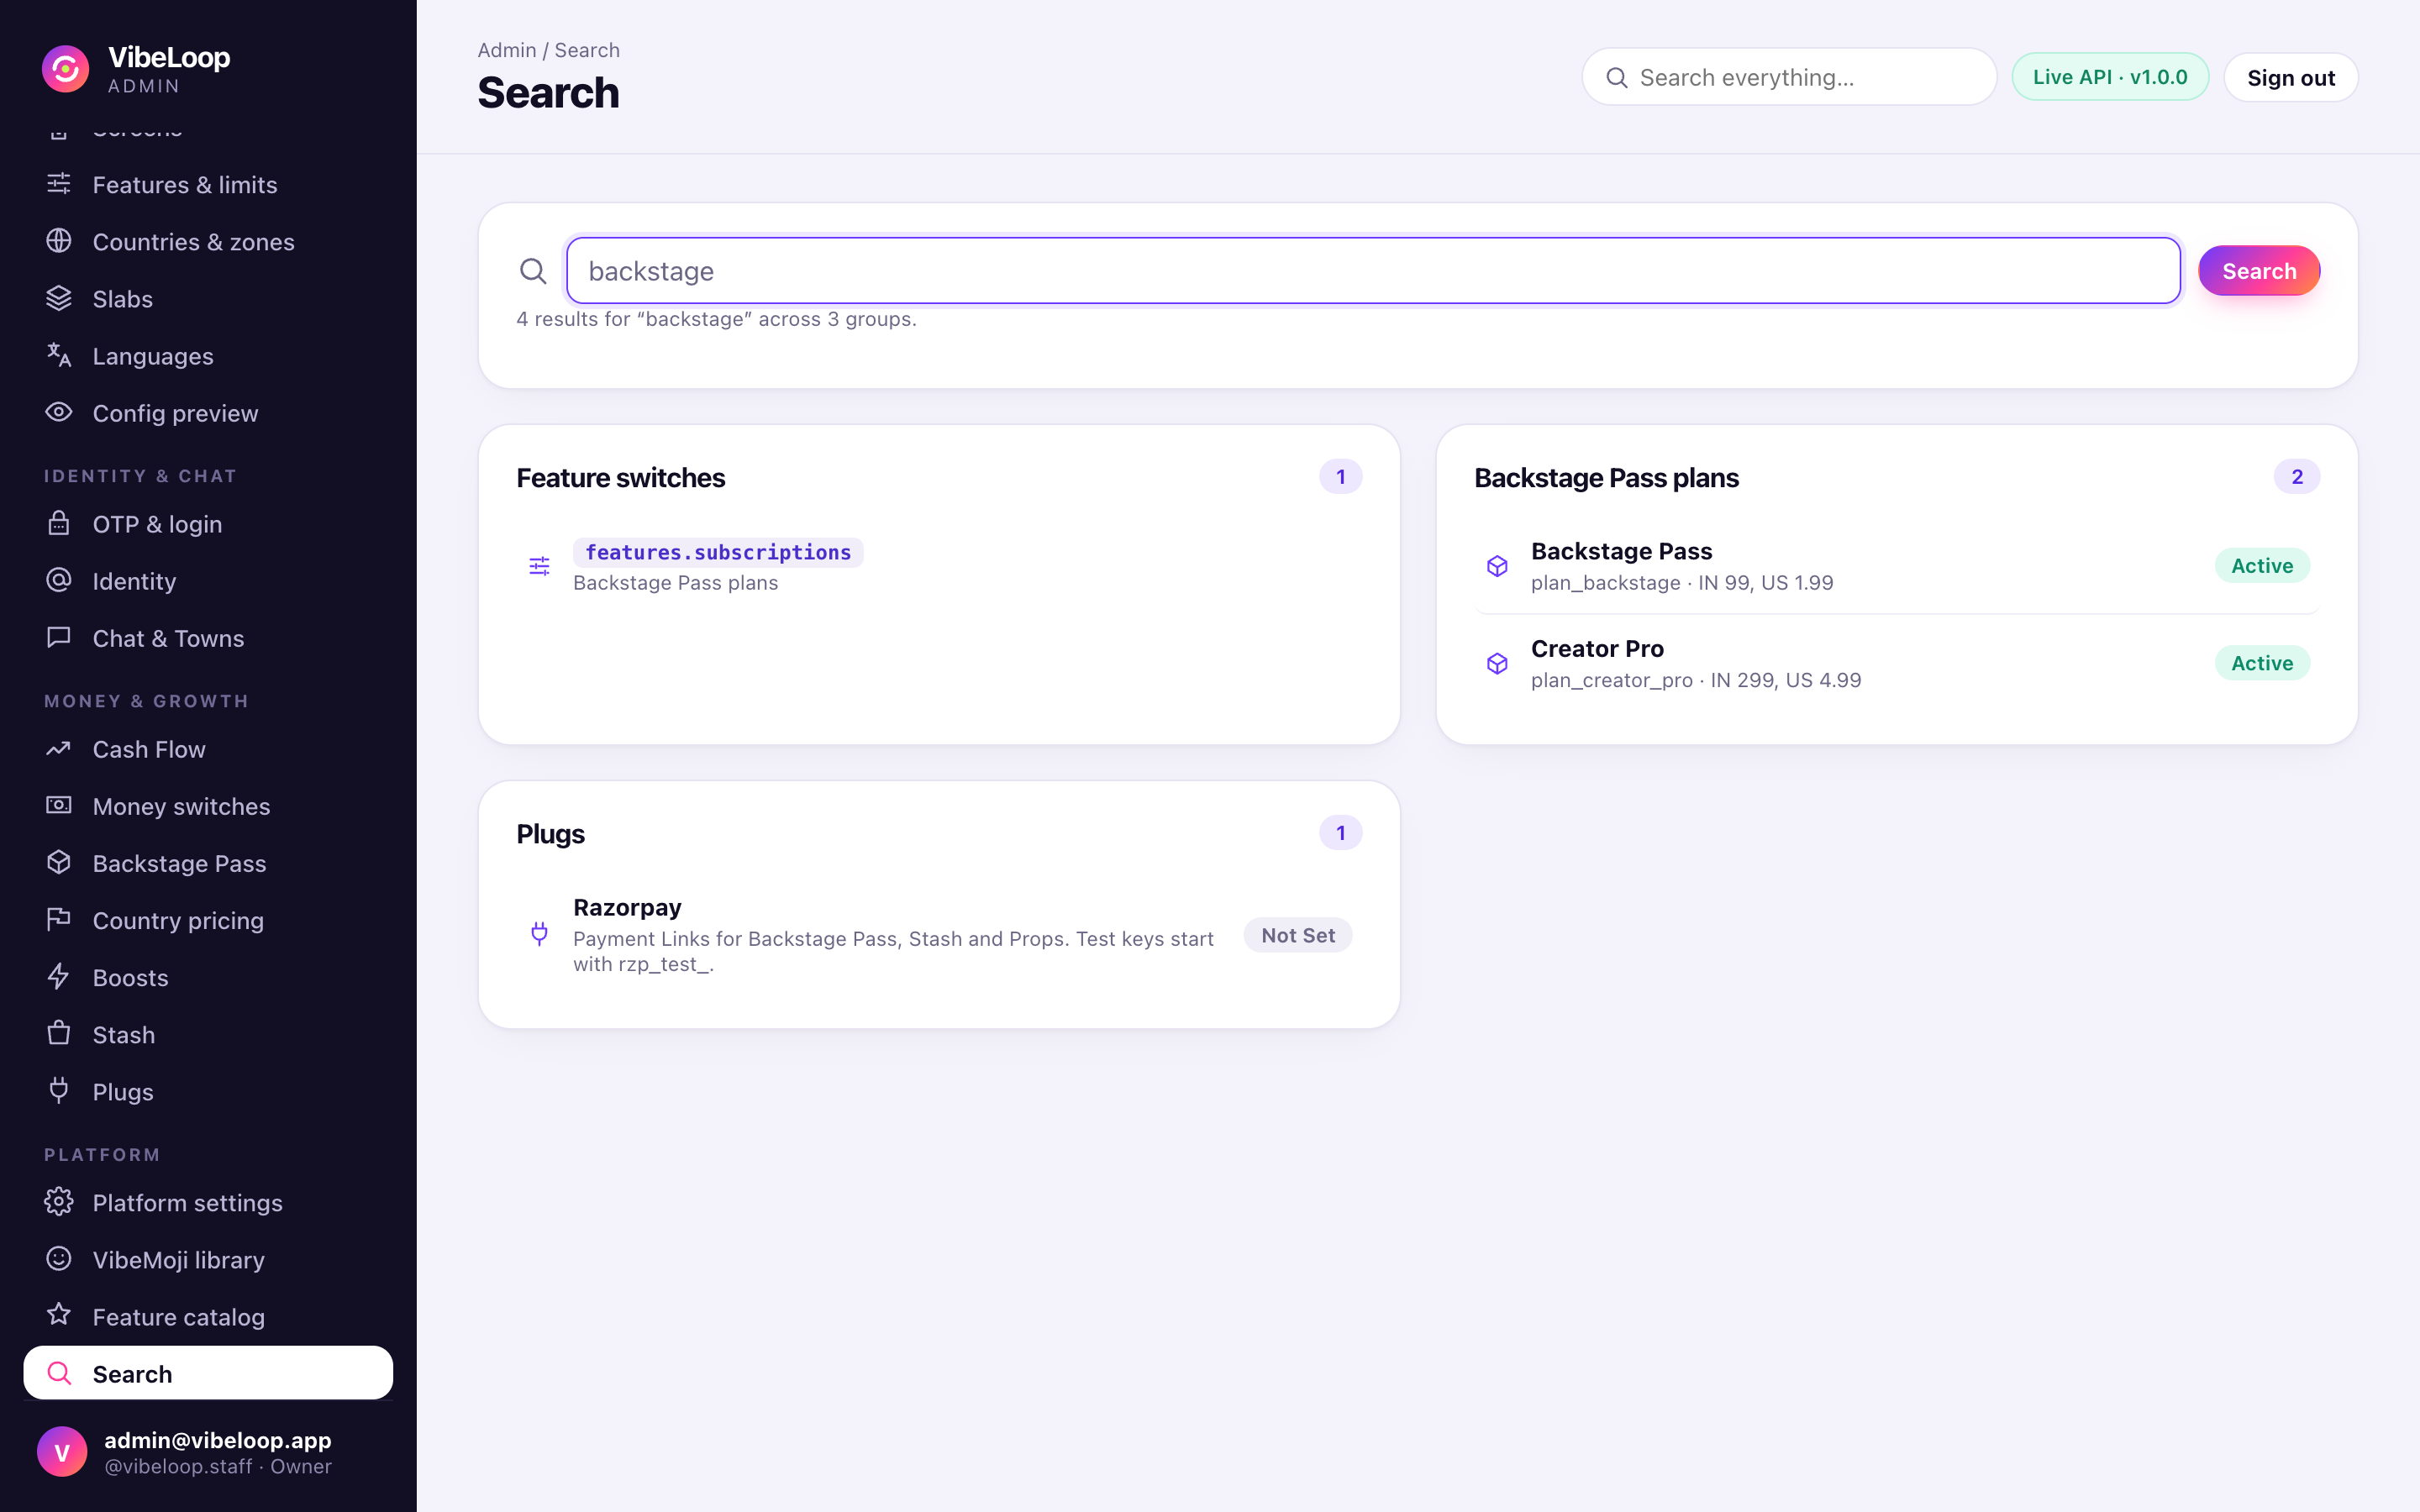 VibeLoop
ADMIN
Screens
Features & limits
Countries & zones
Slabs
Languages
Config preview
IDENTITY & CHAT
OTP & login
Identity
Chat & Towns
MONEY & GROWTH
Cash Flow
Money switches
Backstage Pass
Country pricing
Boosts
Stash
Plugs
PLATFORM
Platform settings
VibeMoji library
Feature catalog
Search
V
admin@vibeloop.app
@vibeloop.staff · Owner
Admin / Search
Search
Search everything...
Live API · v1.0.0
Sign out
backstage
Search
4 results for “backstage” across 3 groups.
Feature switches
1
features.subscriptions
Backstage Pass plans
Backstage Pass plans
2
Backstage Pass
plan_backstage · IN 99, US 1.99
Active
Creator Pro
plan_creator_pro · IN 299, US 4.99
Active
Plugs
1
Razorpay
Payment Links for Backstage Pass, Stash and Props. Test keys start
with rzp_test_.
Not Set